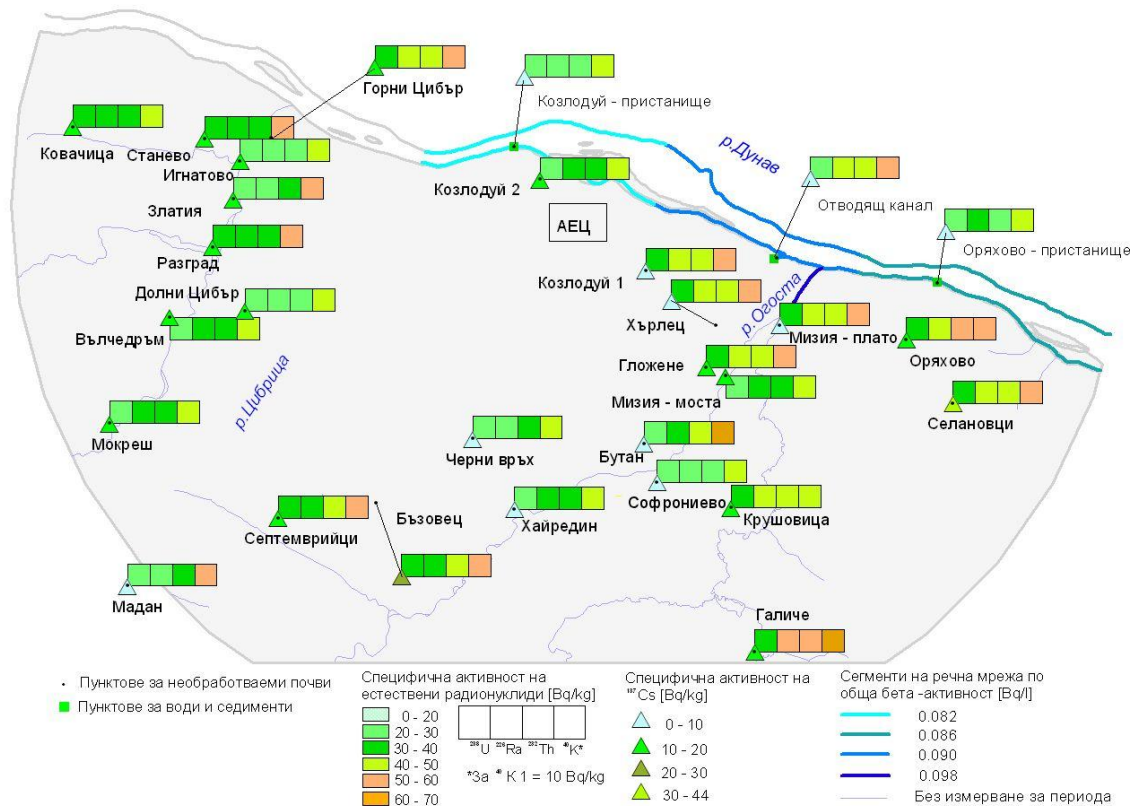 Горни Цибър
Козлодуй - пристанище
Ковачица
Станево
Игнатово
р.Дунав
Козлодуй 2
Златия
Отводящ канал
АЕЦ
Разград
Оряхово - пристанище
Козлодуй 1
Долни Цибър
Хърлец
р.Огоста
Вълчедръм
Мизия - плато
Оряхово
Гложене
р.Цибрица
Мизия - моста
Селановци
Мокреш
Черни връх
Бутан
Софрониево
Бъзовец
Хайредин
Крушовица
Септемврийци
Мадан
Галиче
Пунктове за необработваеми почви
Пунктове за води и седименти
Специфична активност на
естествени радионуклиди [Bq/kg]
0 - 20
20 - 30
30 - 40
40 - 50
50 - 60
60 - 70
²³⁸U ²²⁶Ra ²³²Th ⁴⁰K*
*За ⁴⁰ К 1 = 10 Bq/kg
Специфична активност на
¹³⁷Cs [Bq/kg]
0 - 10
10 - 20
20 - 30
30 - 44
Сегменти на речна мрежа по
обща бета -активност [Bq/l]
0.082
0.086
0.090
0.098
Без измерване за периода